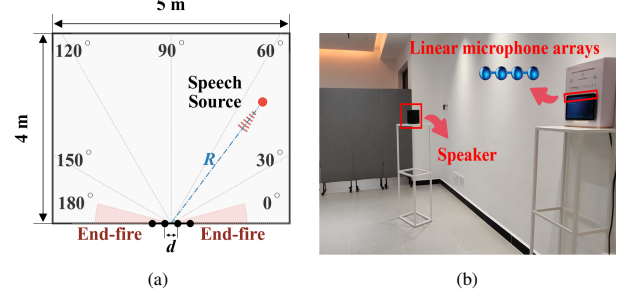 5 m
4 m
120° 90° 60°
Speech
Source
150° R 30°
180° 0°
End-fire d End-fire
(a)
Linear microphone arrays
Speaker
(b)